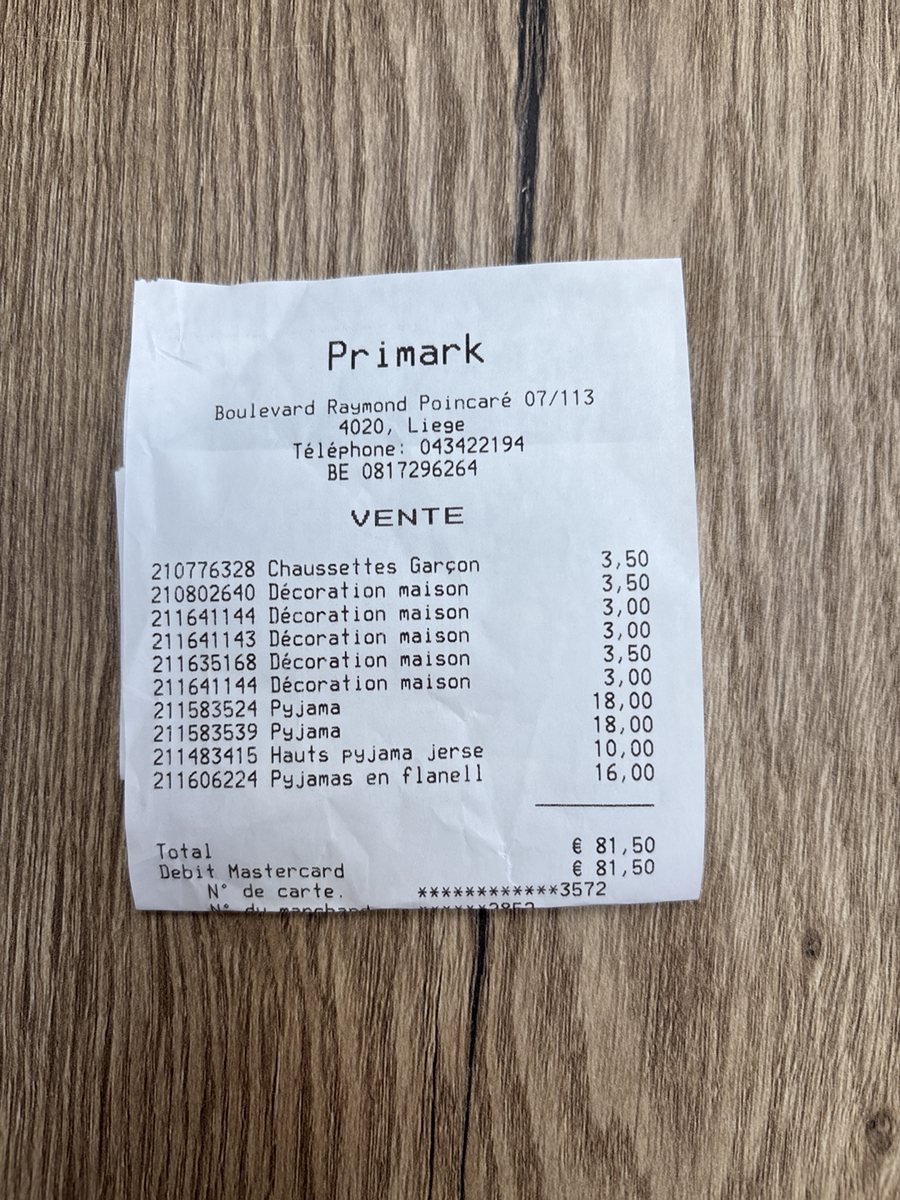 Primark
Boulevard Raymond Poincaré 07/113
4020, Liege
Téléphone: 043422194
BE 0817296264
VENTE
210776328 Chaussettes Garçon 3,50
210802640 Décoration maison 3,50
211641144 Décoration maison 3,00
211641143 Décoration maison 3,00
211635168 Décoration maison 3,50
211641144 Décoration maison 3,00
211583524 Pyjama 18,00
211583539 Pyjama 18,00
211483415 Hauts pyjama jerse 10,00
211606224 Pyjamas en flanell 16,00
Total € 81,50
Debit Mastercard € 81,50
N° de carte. ************3572
N° du marchand